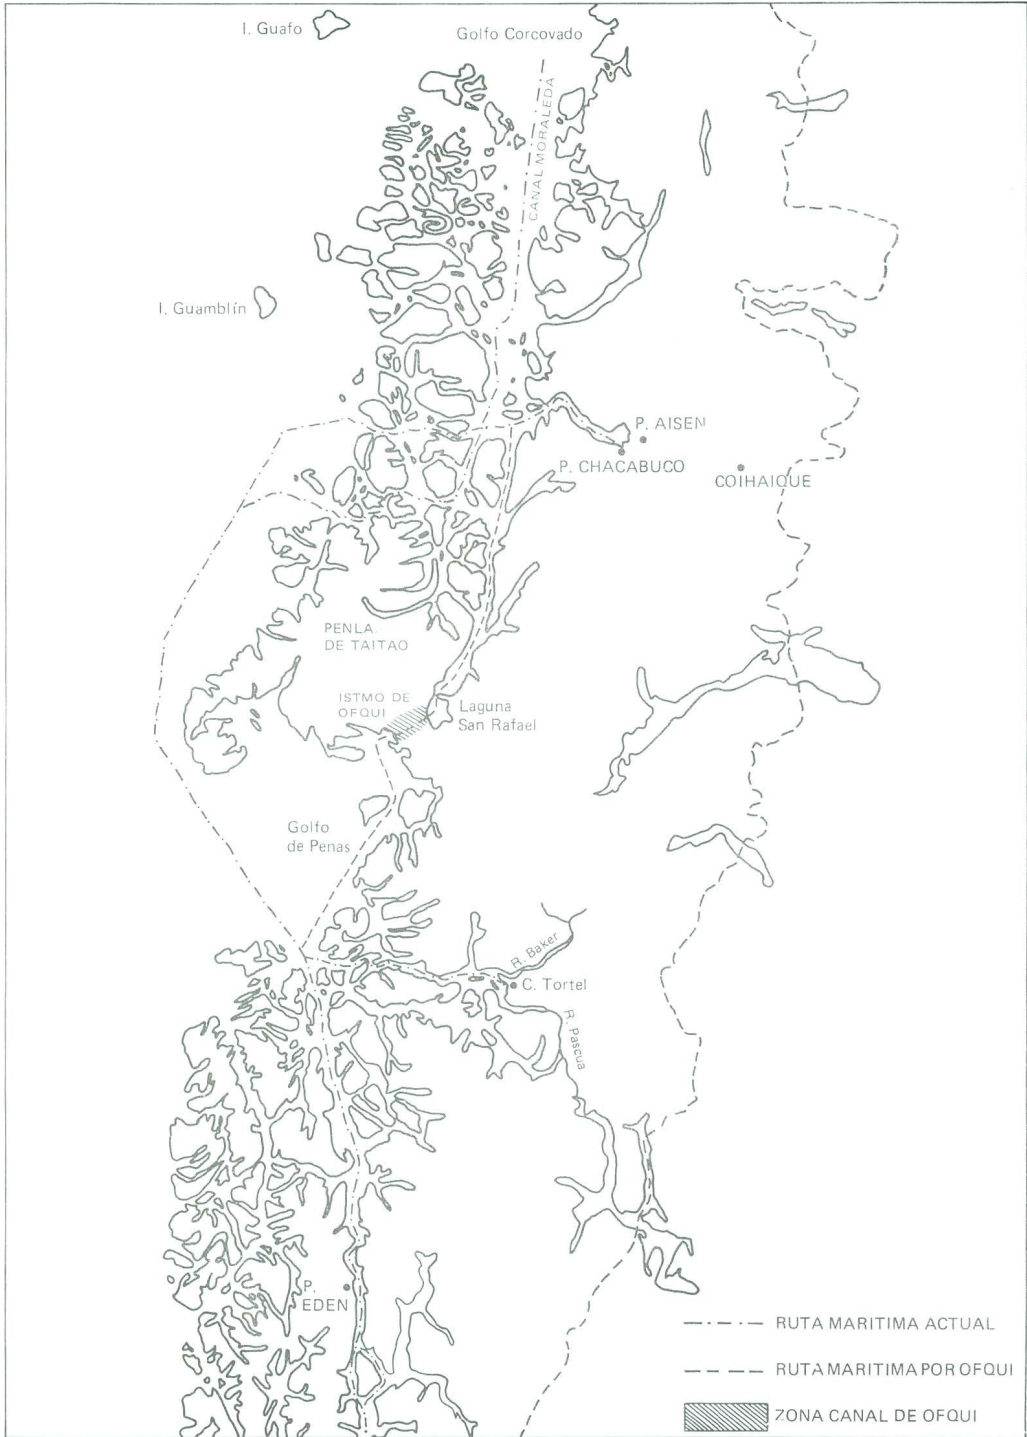 I. Guafo
Golfo Corcovado
CANAL MORALEDA
I. Guamblín
P. AISEN
P. CHACABUCO
COIHAIQUE
PENLA.
DE TAITAO
ISTMO DE
OFQUI
Laguna
San Rafael
Golfo
de Penas
R. Baker
C. Tortel
R. Pascua
P.
EDEN
RUTA MARITIMA ACTUAL
RUTA MARITIMA POR OFQUI
ZONA CANAL DE OFQUI